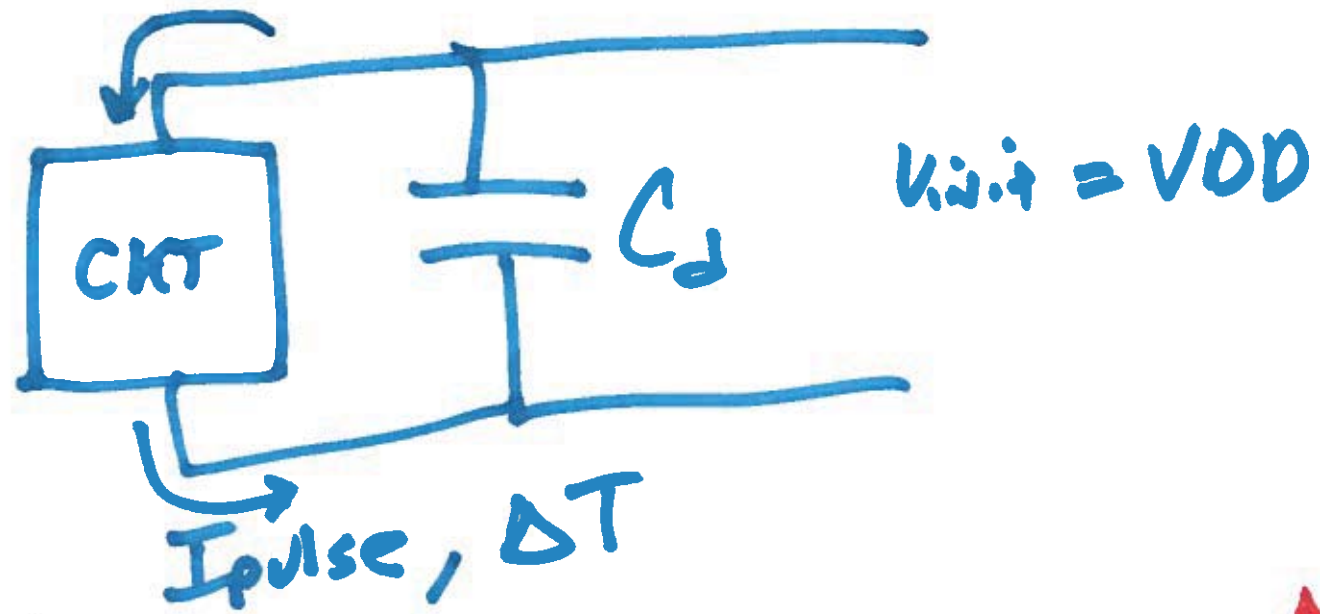 Vinit = VDD
CKT
Cd
Ipulse, ΔT